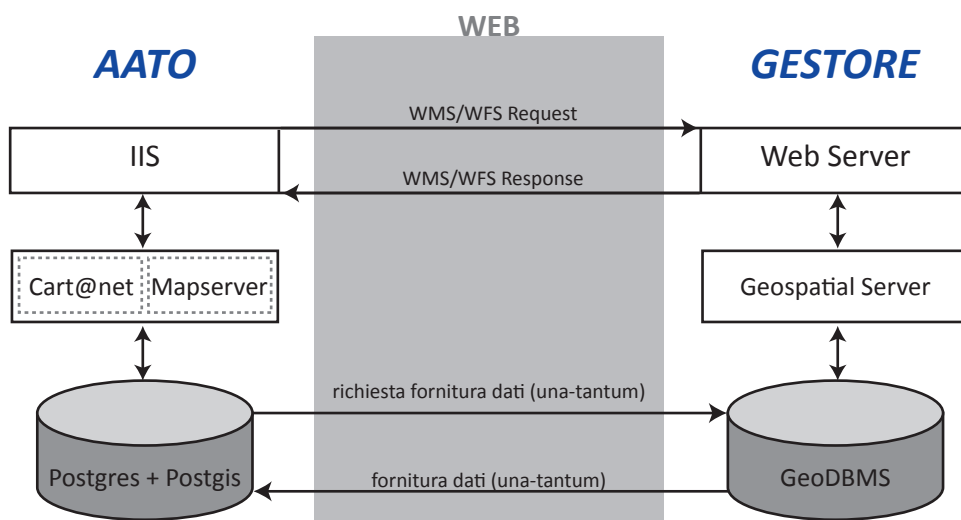 WEB
AATO
GESTORE
WMS/WFS Request
IIS
Web Server
WMS/WFS Response
Cart@net
Mapserver
Geospatial Server
richiesta fornitura dati (una-tantum)
Postgres + Postgis
fornitura dati (una-tantum)
GeoDBMS